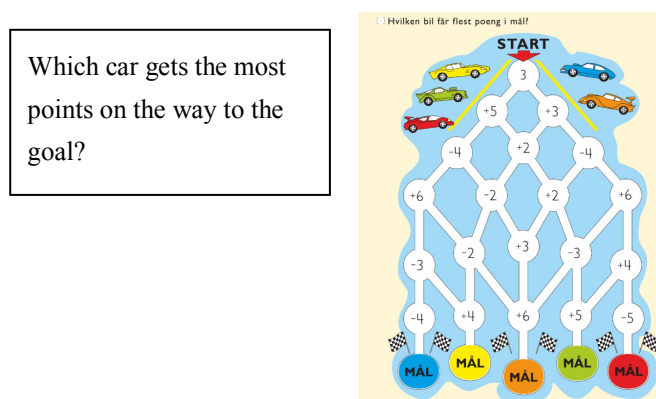 Which car gets the most
points on the way to the
goal?
Hvilken bil får flest poeng i mål?
START
3
+5 +3
-4 +2 -4
+6 -2 +2 +6
-2 +3 -3
-3 +4
-4 +4 +6 +5 -5
MÅL MÅL MÅL MÅL MÅL